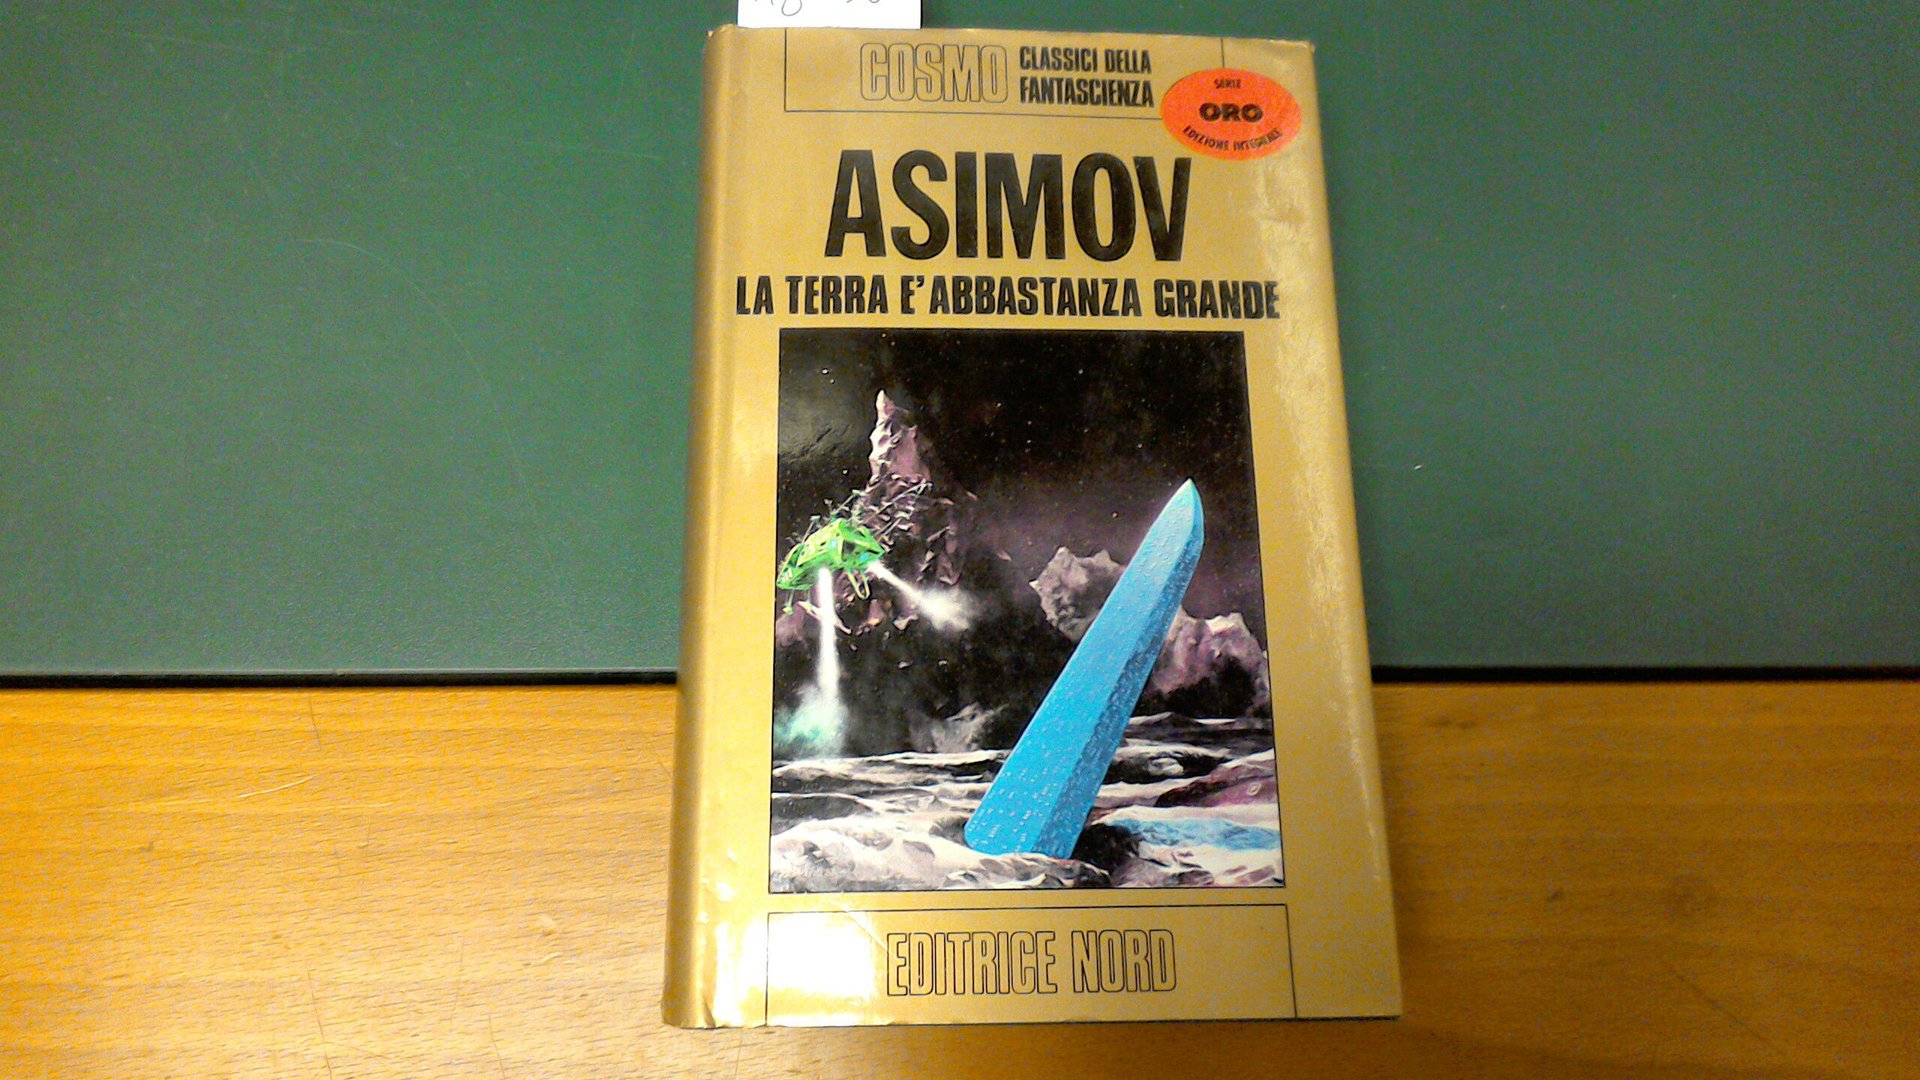 COSMO
CLASSICI DELLA
FANTASCIENZA
SERIE
ORO
EDIZIONE INTEGRALE
ASIMOV
LA TERRA E' ABBASTANZA GRANDE
EDITRICE NORD